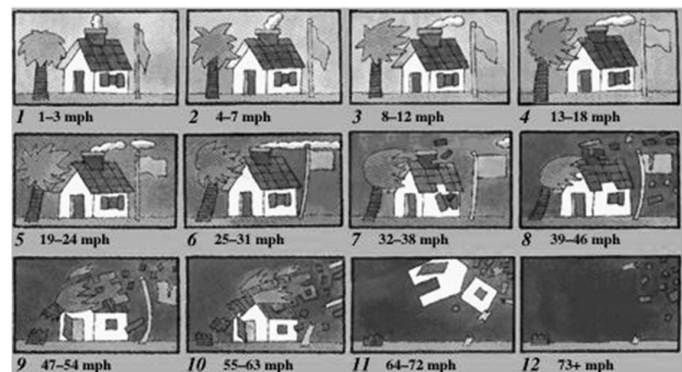 1 1–3 mph
2 4–7 mph
3 8–12 mph
4 13–18 mph
5 19–24 mph
6 25–31 mph
7 32–38 mph
8 39–46 mph
9 47–54 mph
10 55–63 mph
11 64–72 mph
12 73+ mph